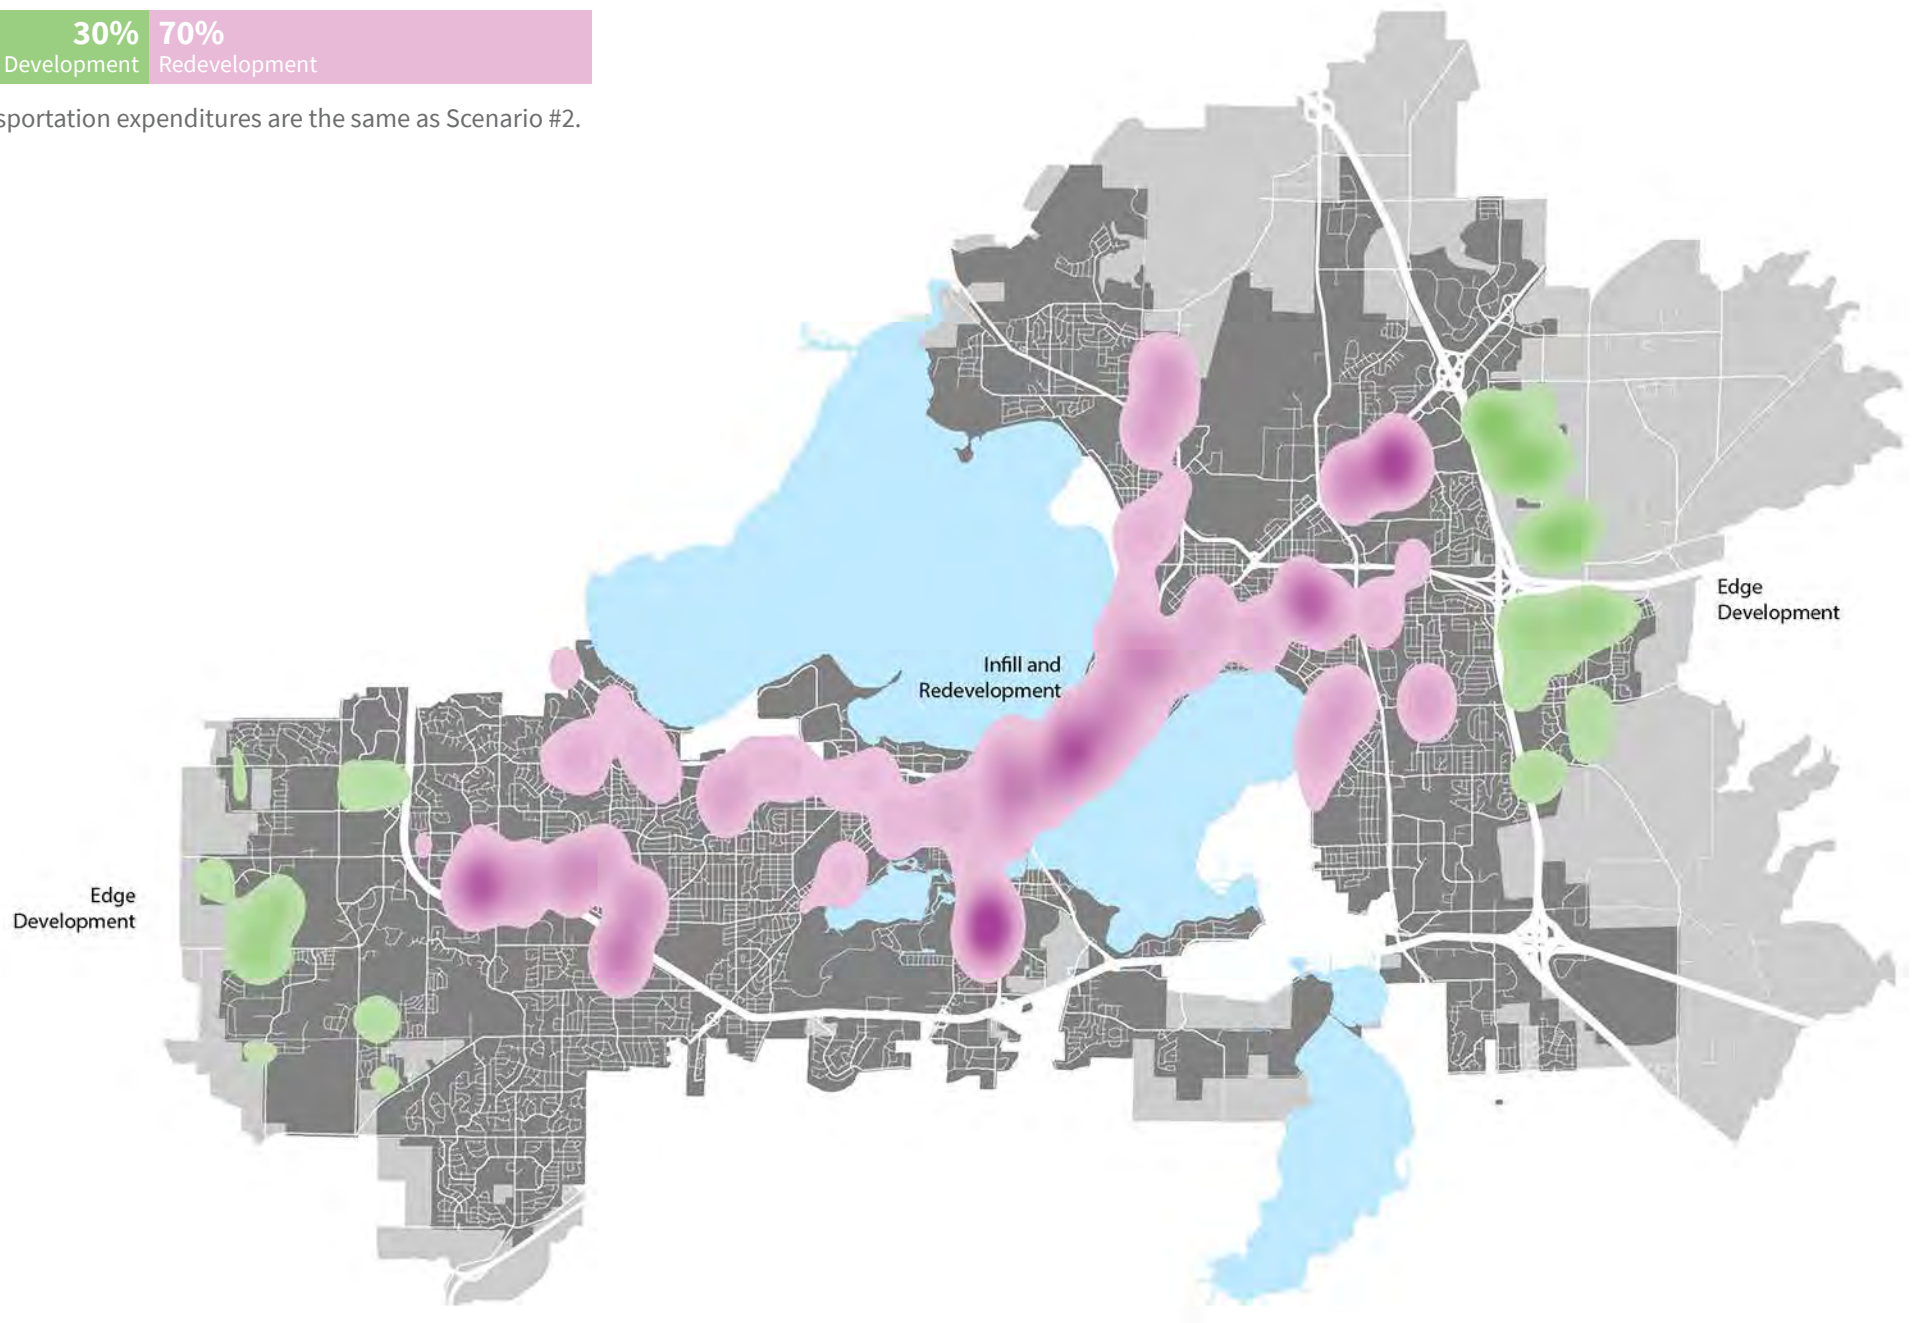 30% 70%
Development Redevelopment
sportation expenditures are the same as Scenario #2.
Edge
Development
Infill and
Redevelopment
Edge
Development